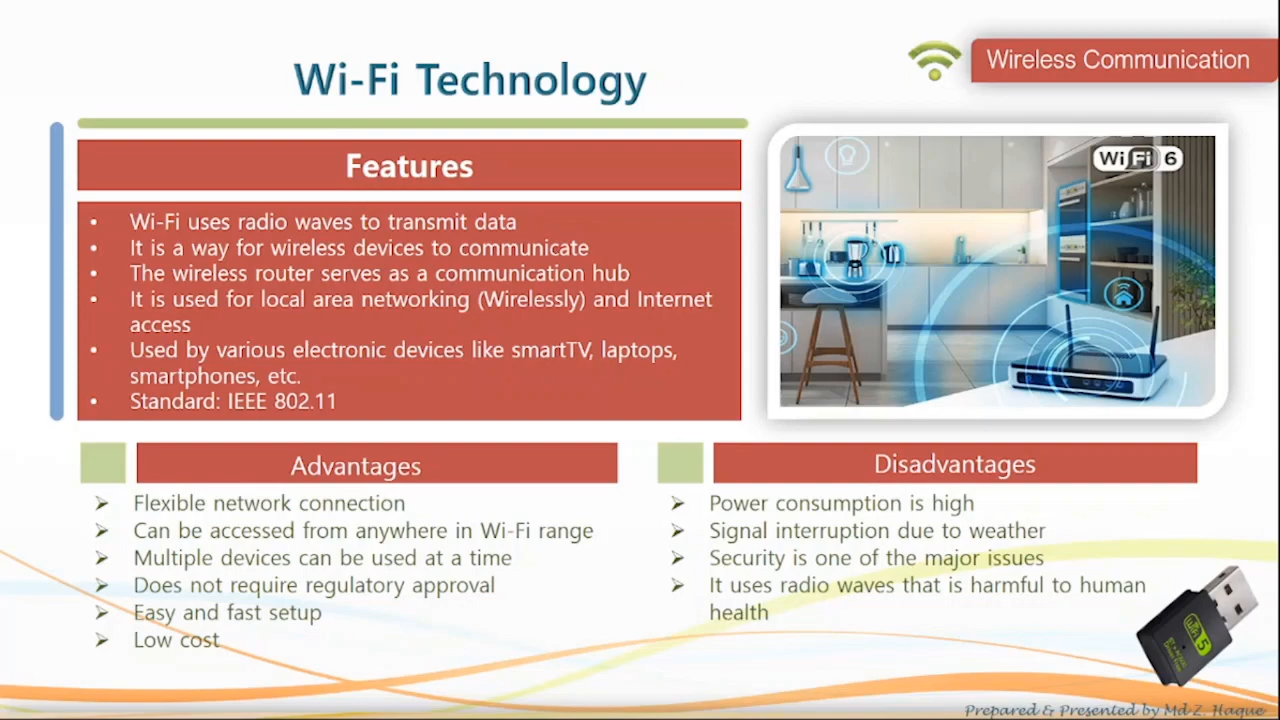 Wireless Communication
Wi-Fi Technology
Features
• Wi-Fi uses radio waves to transmit data
• It is a way for wireless devices to communicate
• The wireless router serves as a communication hub
• It is used for local area networking (Wirelessly) and Internet
access
• Used by various electronic devices like smartTV, laptops,
smartphones, etc.
• Standard: IEEE 802.11
Wi Fi 6
Advantages
➢ Flexible network connection
➢ Can be accessed from anywhere in Wi-Fi range
➢ Multiple devices can be used at a time
➢ Does not require regulatory approval
➢ Easy and fast setup
➢ Low cost
Disadvantages
➢ Power consumption is high
➢ Signal interruption due to weather
➢ Security is one of the major issues
➢ It uses radio waves that is harmful to human
health
WiFi 5
Prepared & Presented by Md Z. Haque